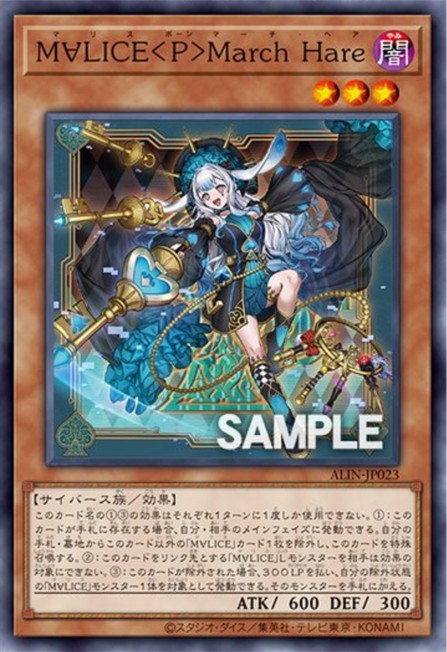 マリス ポーン マーチ・ヘア
M∀LICE<P>March Hare
やみ
闇
SAMPLE
ALIN-JP023
【サイバース族/効果】
このカード名の①③の効果はそれぞれ1ターンに1度しか使用できない。①:この
カードが手札に存在する場合、自分・相手のメインフェイズに発動できる。自分の
手札・墓地からこのカード以外の「M∀LICE」カード1枚を除外し、このカードを特殊
召喚する。②:このカードをリンク先とする「M∀LICE」Lモンスターを相手は効果の
対象にできない。③:このカードが除外された場合、300LPを払い、自分の除外状態
の「M∀LICE」モンスター1体を対象として発動できる。そのモンスターを手札に加える。
ATK/ 600 DEF/ 300
©スタジオ・ダイス/集英社・テレビ東京・KONAMI